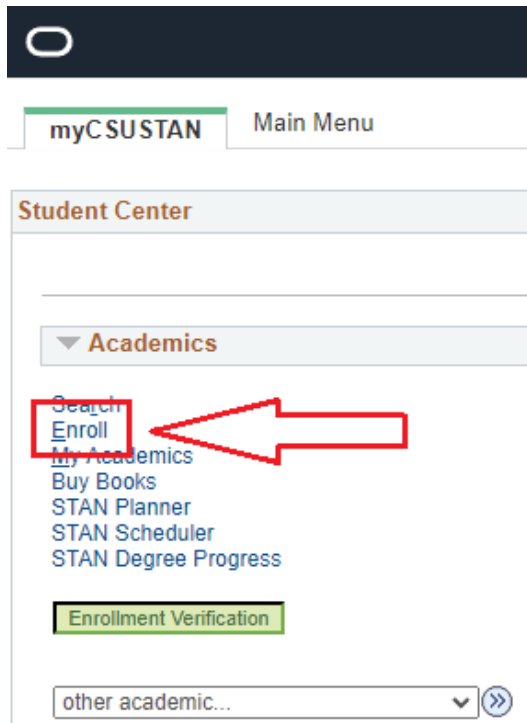 myCSUSTAN Main Menu
Student Center
Academics
Search
Enroll
My Academics
Buy Books
STAN Planner
STAN Scheduler
STAN Degree Progress
Enrollment Verification
other academic...